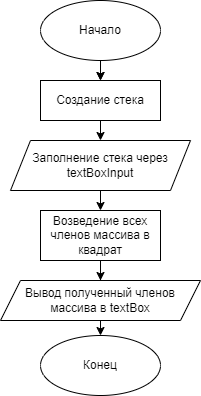 Начало
Создание стека
Заполнение стека через
textBoxInput
Возведение всех
членов массива в
квадрат
Вывод полученный членов
массива в textBox
Конец